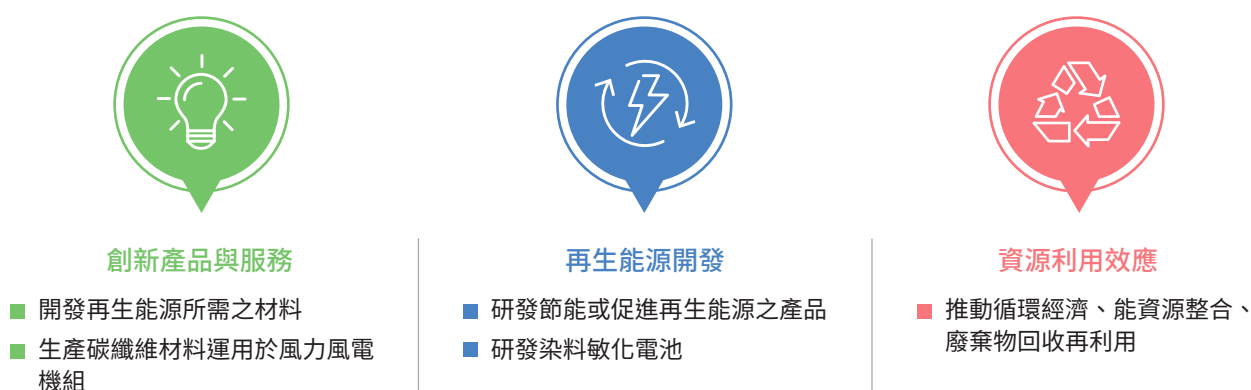 創新產品與服務
開發再生能源所需之材料
生產碳纖維材料運用於風力風電
機組
再生能源開發
研發節能或促進再生能源之產品
研發染料敏化電池
資源利用效應
推動循環經濟、能資源整合、
廢棄物回收再利用